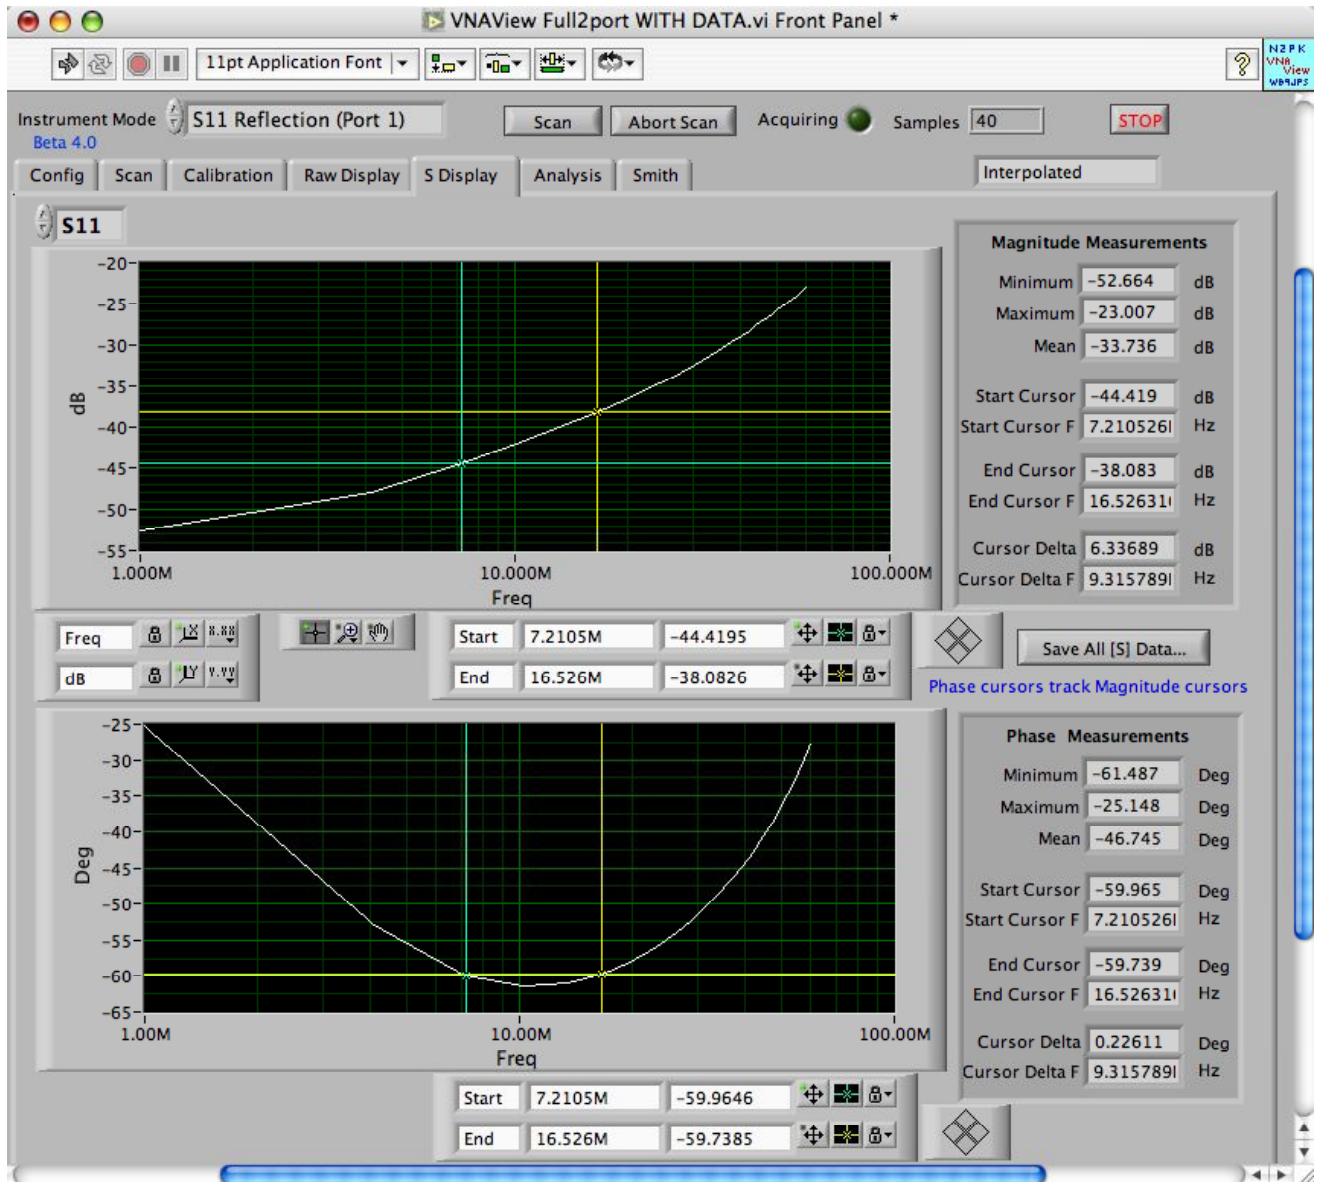 VNAView Full2port WITH DATA.vi Front Panel *
11pt Application Font
?
N2PK
VNA
View
W8WJPS
Instrument Mode
S11 Reflection (Port 1)
Scan
Abort Scan
Acquiring
Samples
40
STOP
Beta 4.0
Config
Scan
Calibration
Raw Display
S Display
Analysis
Smith
Interpolated
S11
-20
-25
-30
-35
-40
-45
-50
-55
dB
1.000M
10.000M
100.000M
Freq
Magnitude Measurements
Minimum -52.664 dB
Maximum -23.007 dB
Mean -33.736 dB
Start Cursor -44.419 dB
Start Cursor F 7.210526 Hz
End Cursor -38.083 dB
End Cursor F 16.52631 Hz
Cursor Delta 6.33689 dB
Cursor Delta F 9.315789 Hz
Freq
X
X.XX
dB
Y
Y.YY
Start 7.2105M -44.4195
End 16.526M -38.0826
Save All [S] Data...
Phase cursors track Magnitude cursors
-25
-30
-35
-40
-45
-50
-55
-60
-65
Deg
1.00M
10.00M
100.00M
Freq
Phase Measurements
Minimum -61.487 Deg
Maximum -25.148 Deg
Mean -46.745 Deg
Start Cursor -59.965 Deg
Start Cursor F 7.210526 Hz
End Cursor -59.739 Deg
End Cursor F 16.52631 Hz
Cursor Delta 0.22611 Deg
Cursor Delta F 9.315789 Hz
Start 7.2105M -59.9646
End 16.526M -59.7385